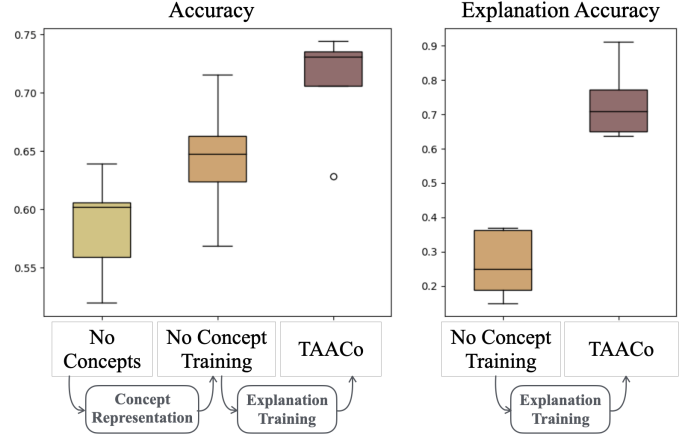 Accuracy
0.75
0.70
0.65
0.60
0.55
No
Concepts
No Concept
Training
TAACo
Concept
Representation
Explanation
Training
Explanation Accuracy
0.9
0.8
0.7
0.6
0.5
0.4
0.3
0.2
No Concept
Training
TAACo
Explanation
Training